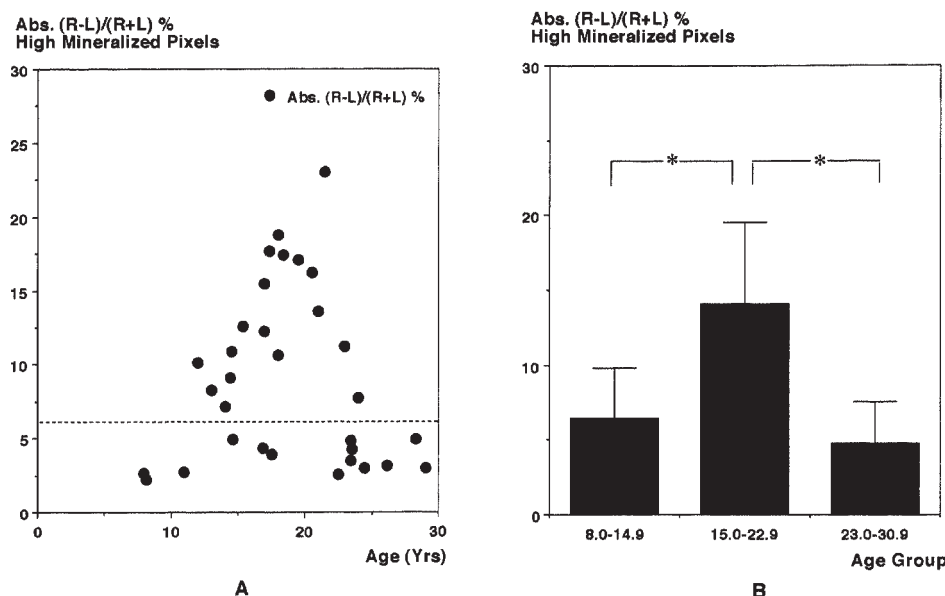 Abs. (R-L)/(R+L) %
High Mineralized Pixels
30
25
20
15
10
5
0
Abs. (R-L)/(R+L) %
0
10
20
30
Age (Yrs)
A
Abs. (R-L)/(R+L) %
High Mineralized Pixels
30
20
10
0
*
*
8.0-14.9
15.0-22.9
23.0-30.9
Age Group
B